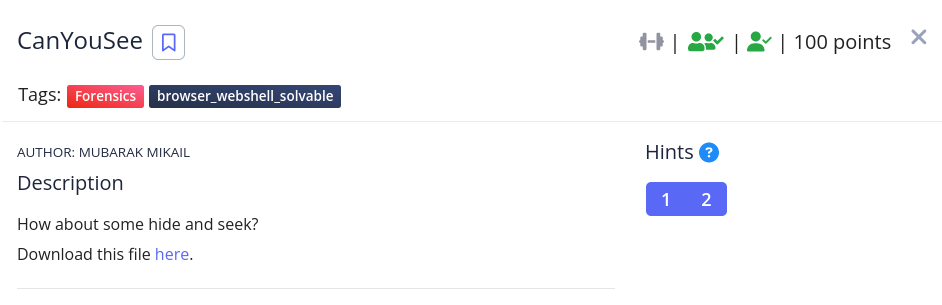 CanYouSee | | | 100 points
Tags: Forensics browser_webshell_solvable
AUTHOR: MUBARAK MIKAIL
Hints ?
Description
1 2
How about some hide and seek?
Download this file here.